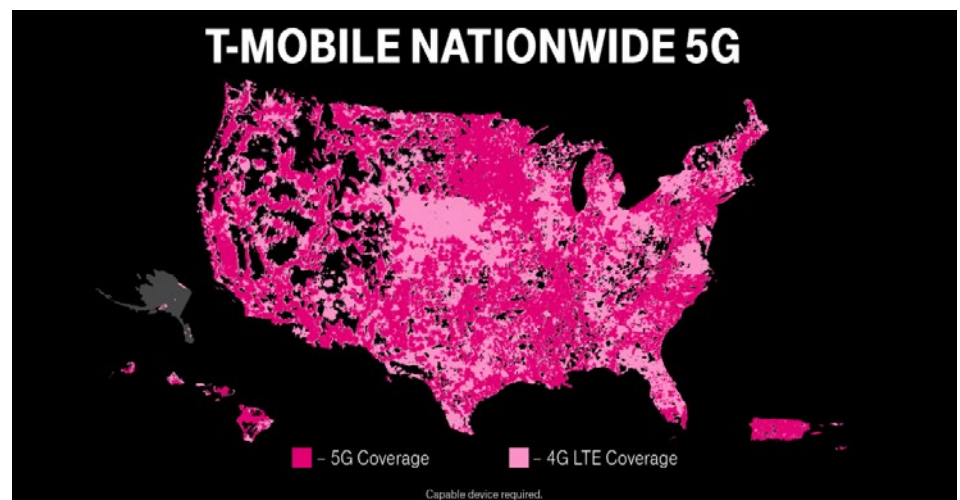 T-MOBILE NATIONWIDE 5G
– 5G Coverage
– 4G LTE Coverage
Capable device required.